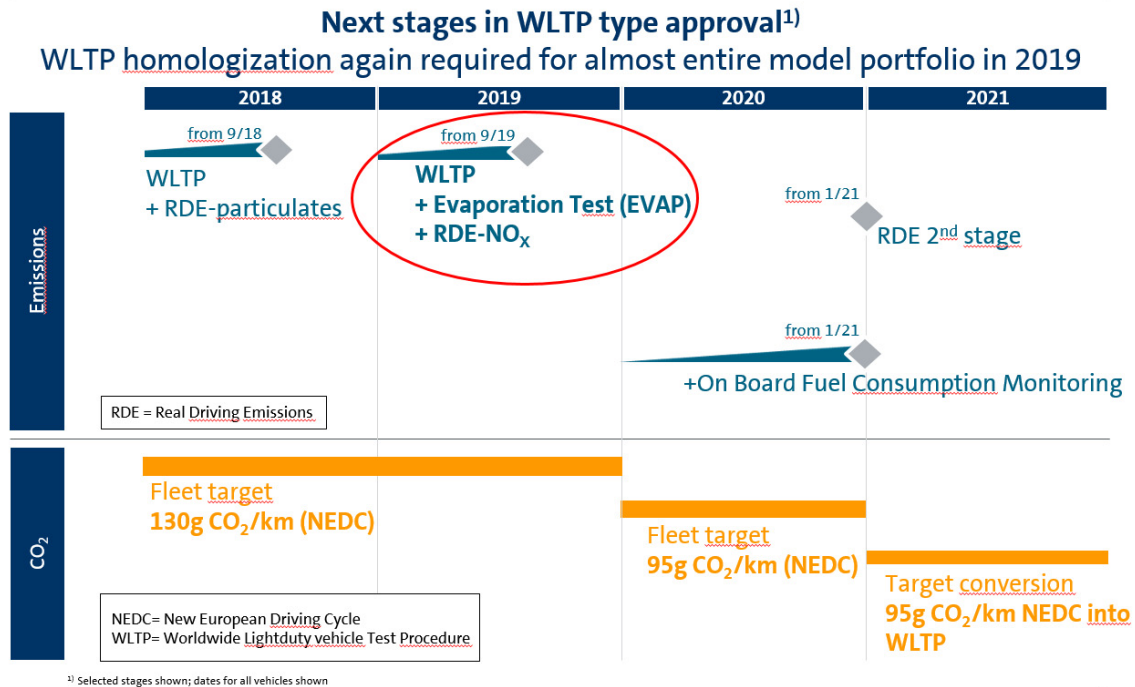 Next stages in WLTP type approval¹⁾
WLTP homologization again required for almost entire model portfolio in 2019
2018
2019
2020
2021
Emissions
from 9/18
WLTP
+ RDE-particulates
from 9/19
WLTP
+ Evaporation Test (EVAP)
+ RDE-NOₓ
from 1/21
RDE 2ⁿᵈ stage
from 1/21
+On Board Fuel Consumption Monitoring
RDE = Real Driving Emissions
CO₂
Fleet target
130g CO₂/km (NEDC)
Fleet target
95g CO₂/km (NEDC)
Target conversion
95g CO₂/km NEDC into
WLTP
NEDC= New European Driving Cycle
WLTP= Worldwide Lightduty vehicle Test Procedure
¹⁾ Selected stages shown; dates for all vehicles shown